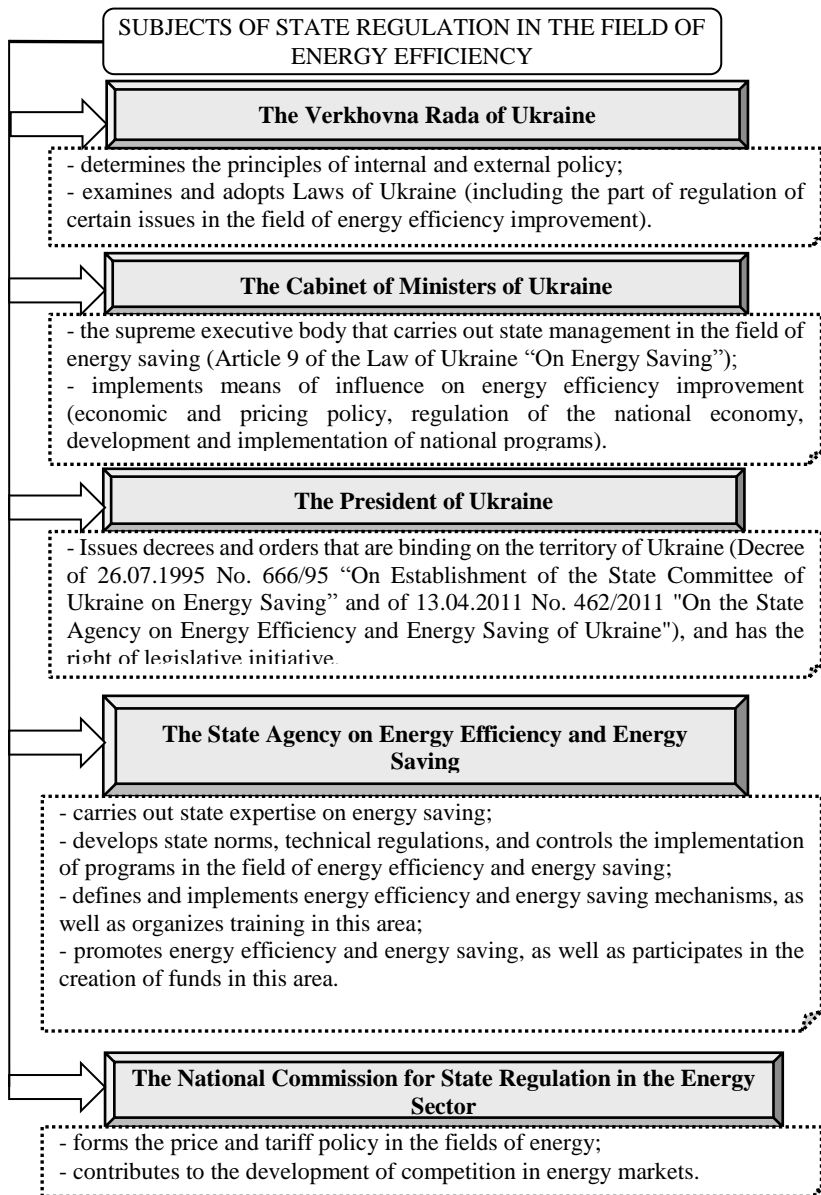 SUBJECTS OF STATE REGULATION IN THE FIELD OF
ENERGY EFFICIENCY
The Verkhovna Rada of Ukraine
- determines the principles of internal and external policy;
- examines and adopts Laws of Ukraine (including the part of regulation of
certain issues in the field of energy efficiency improvement).
The Cabinet of Ministers of Ukraine
- the supreme executive body that carries out state management in the field of
energy saving (Article 9 of the Law of Ukraine “On Energy Saving”);
- implements means of influence on energy efficiency improvement
(economic and pricing policy, regulation of the national economy,
development and implementation of national programs).
The President of Ukraine
- Issues decrees and orders that are binding on the territory of Ukraine (Decree
of 26.07.1995 No. 666/95 “On Establishment of the State Committee of
Ukraine on Energy Saving” and of 13.04.2011 No. 462/2011 "On the State
Agency on Energy Efficiency and Energy Saving of Ukraine"), and has the
right of legislative initiative.
The State Agency on Energy Efficiency and Energy
Saving
- carries out state expertise on energy saving;
- develops state norms, technical regulations, and controls the implementation
of programs in the field of energy efficiency and energy saving;
- defines and implements energy efficiency and energy saving mechanisms, as
well as organizes training in this area;
- promotes energy efficiency and energy saving, as well as participates in the
creation of funds in this area.
The National Commission for State Regulation in the Energy
Sector
- forms the price and tariff policy in the fields of energy;
- contributes to the development of competition in energy markets.